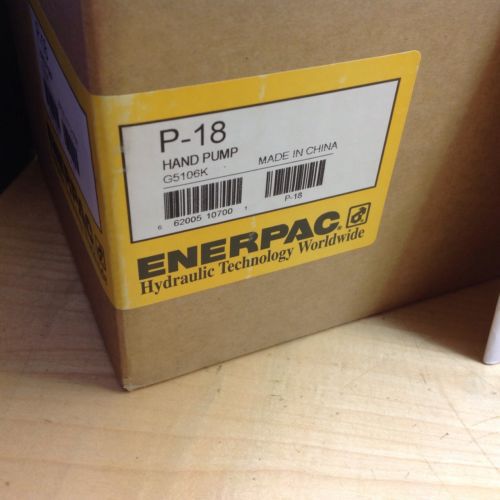 P-18
HAND PUMP
G5106K
MADE IN CHINA
6 62005 10700 1
P-18
ENERPAC®
Hydraulic Technology Worldwide